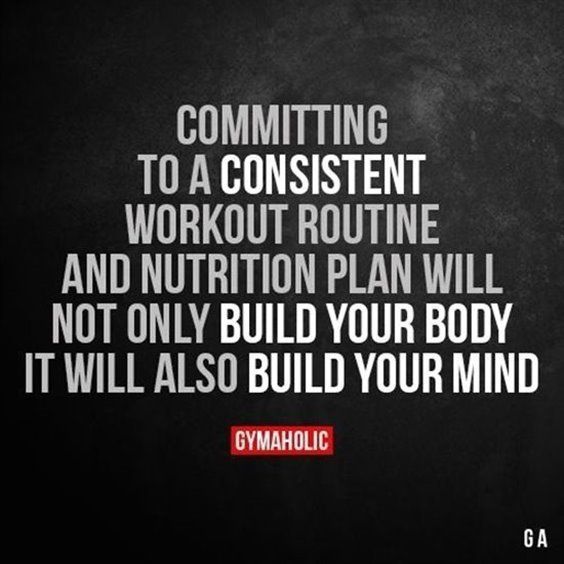 COMMITTING
TO A CONSISTENT
WORKOUT ROUTINE
AND NUTRITION PLAN WILL
NOT ONLY BUILD YOUR BODY
IT WILL ALSO BUILD YOUR MIND
GYMAHOLIC
GA